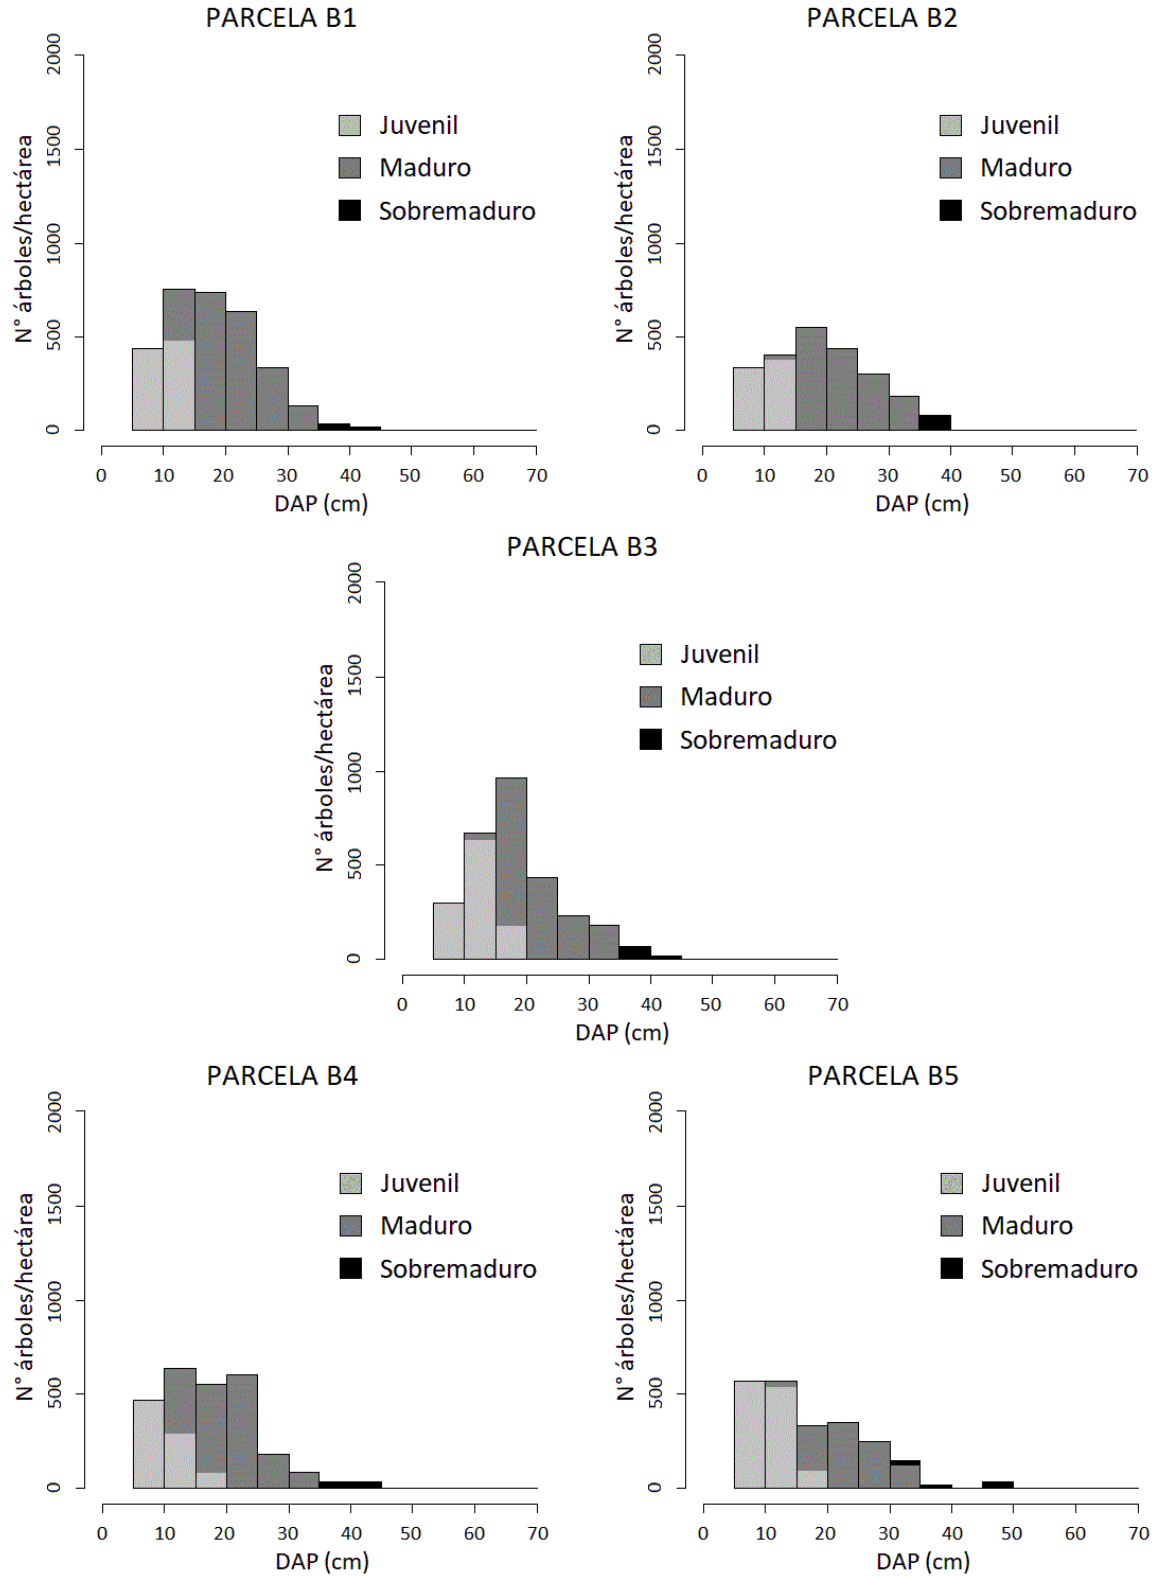 PARCELA B1
2000
1500
1000
500
0
N° árboles/hectárea
Juvenil
Maduro
Sobremaduro
0 10 20 30 40 50 60 70
DAP (cm)
PARCELA B2
2000
1500
1000
500
0
N° árboles/hectárea
Juvenil
Maduro
Sobremaduro
0 10 20 30 40 50 60 70
DAP (cm)
PARCELA B3
2000
1500
1000
500
0
N° árboles/hectárea
Juvenil
Maduro
Sobremaduro
0 10 20 30 40 50 60 70
DAP (cm)
PARCELA B4
2000
1500
1000
500
0
N° árboles/hectárea
Juvenil
Maduro
Sobremaduro
0 10 20 30 40 50 60 70
DAP (cm)
PARCELA B5
2000
1500
1000
500
0
N° árboles/hectárea
Juvenil
Maduro
Sobremaduro
0 10 20 30 40 50 60 70
DAP (cm)